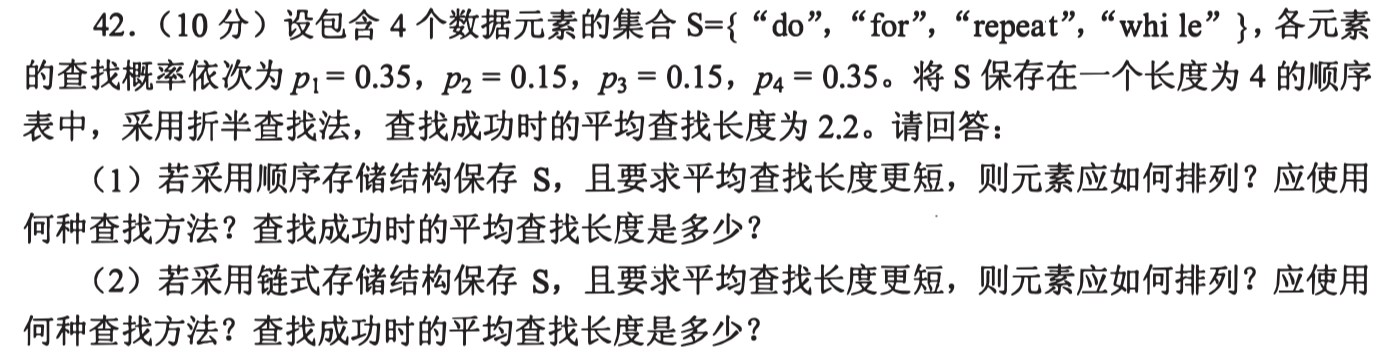 42.（10 分）设包含 4 个数据元素的集合 S={ “do”, “for”, “repeat”, “whi le” }, 各元素
的查找概率依次为 p₁ = 0.35，p₂ = 0.15，p₃ = 0.15，p₄ = 0.35。将 S 保存在一个长度为 4 的顺序
表中，采用折半查找法，查找成功时的平均查找长度为 2.2。请回答：
（1）若采用顺序存储结构保存 S，且要求平均查找长度更短，则元素应如何排列？应使用
何种查找方法？查找成功时的平均查找长度是多少？
（2）若采用链式存储结构保存 S，且要求平均查找长度更短，则元素应如何排列？应使用
何种查找方法？查找成功时的平均查找长度是多少？